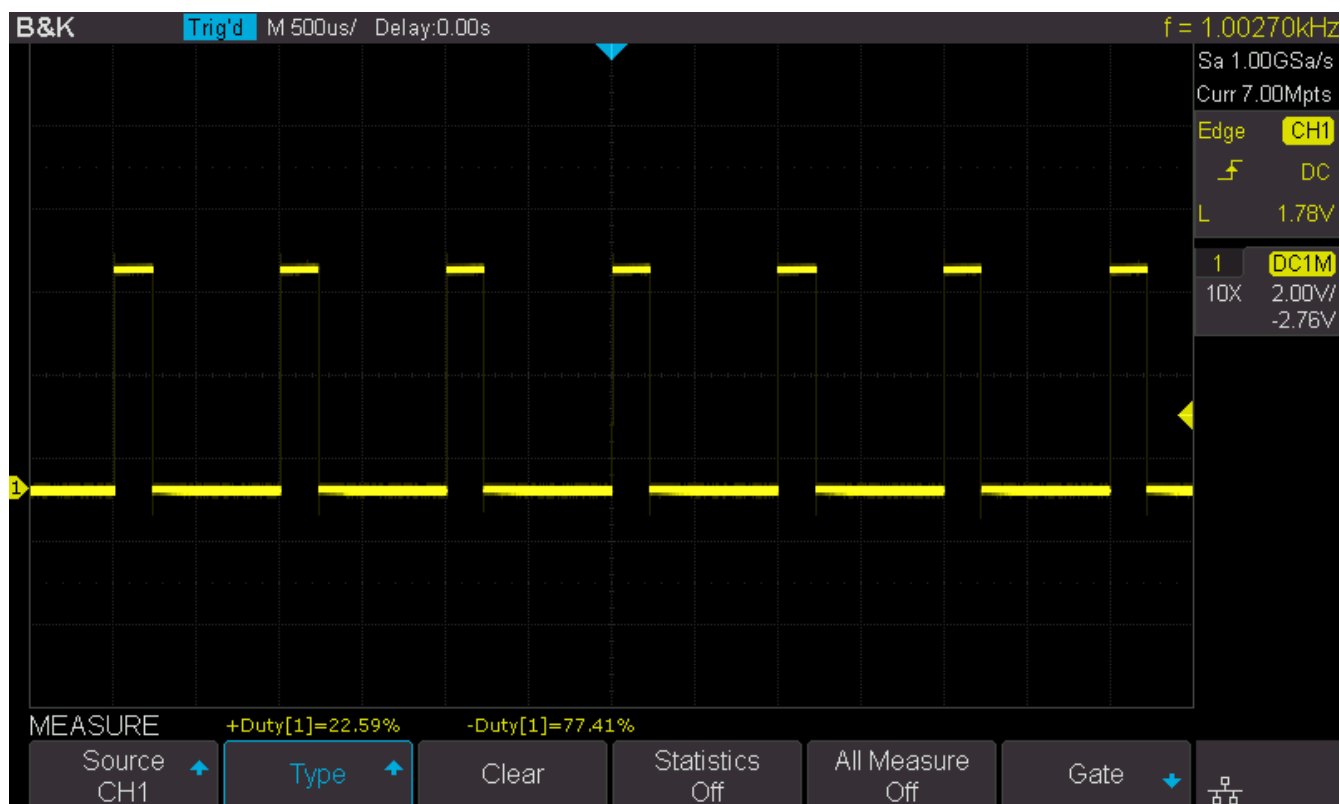 B&K Trig'd M 500us/ Delay:0.00s f = 1.00270kHz
Sa 1.00GSa/s
Curr 7.00Mpts
Edge CH1
DC
L 1.78V
1 DC1M
10X 2.00V/
-2.76V
1
MEASURE +Duty[1]=22.59% -Duty[1]=77.41%
Source
CH1
Type
Clear
Statistics
Off
All Measure
Off
Gate